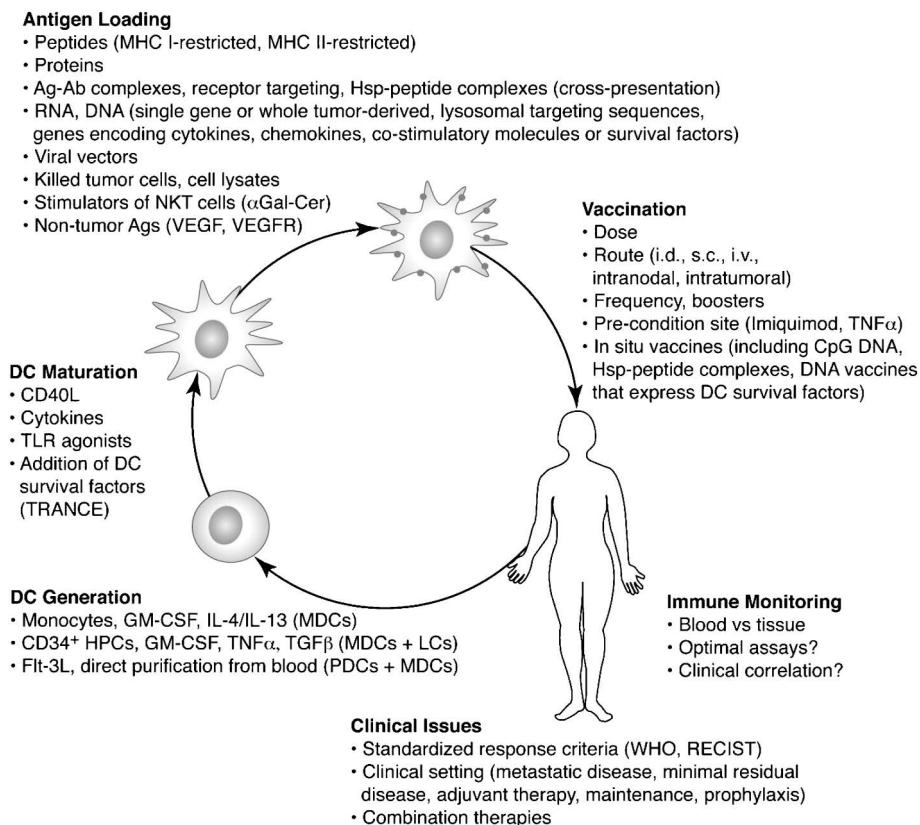 Antigen Loading
• Peptides (MHC I-restricted, MHC II-restricted)
• Proteins
• Ag-Ab complexes, receptor targeting, Hsp-peptide complexes (cross-presentation)
• RNA, DNA (single gene or whole tumor-derived, lysosomal targeting sequences,
genes encoding cytokines, chemokines, co-stimulatory molecules or survival factors)
• Viral vectors
• Killed tumor cells, cell lysates
• Stimulators of NKT cells (αGal-Cer)
• Non-tumor Ags (VEGF, VEGFR)
Vaccination
• Dose
• Route (i.d., s.c., i.v.,
intranodal, intratumoral)
• Frequency, boosters
• Pre-condition site (Imiquimod, TNFα)
• In situ vaccines (including CpG DNA,
Hsp-peptide complexes, DNA vaccines
that express DC survival factors)
DC Maturation
• CD40L
• Cytokines
• TLR agonists
• Addition of DC
survival factors
(TRANCE)
DC Generation
• Monocytes, GM-CSF, IL-4/IL-13 (MDCs)
• CD34⁺ HPCs, GM-CSF, TNFα, TGFβ (MDCs + LCs)
• Flt-3L, direct purification from blood (PDCs + MDCs)
Immune Monitoring
• Blood vs tissue
• Optimal assays?
• Clinical correlation?
Clinical Issues
• Standardized response criteria (WHO, RECIST)
• Clinical setting (metastatic disease, minimal residual
disease, adjuvant therapy, maintenance, prophylaxis)
• Combination therapies